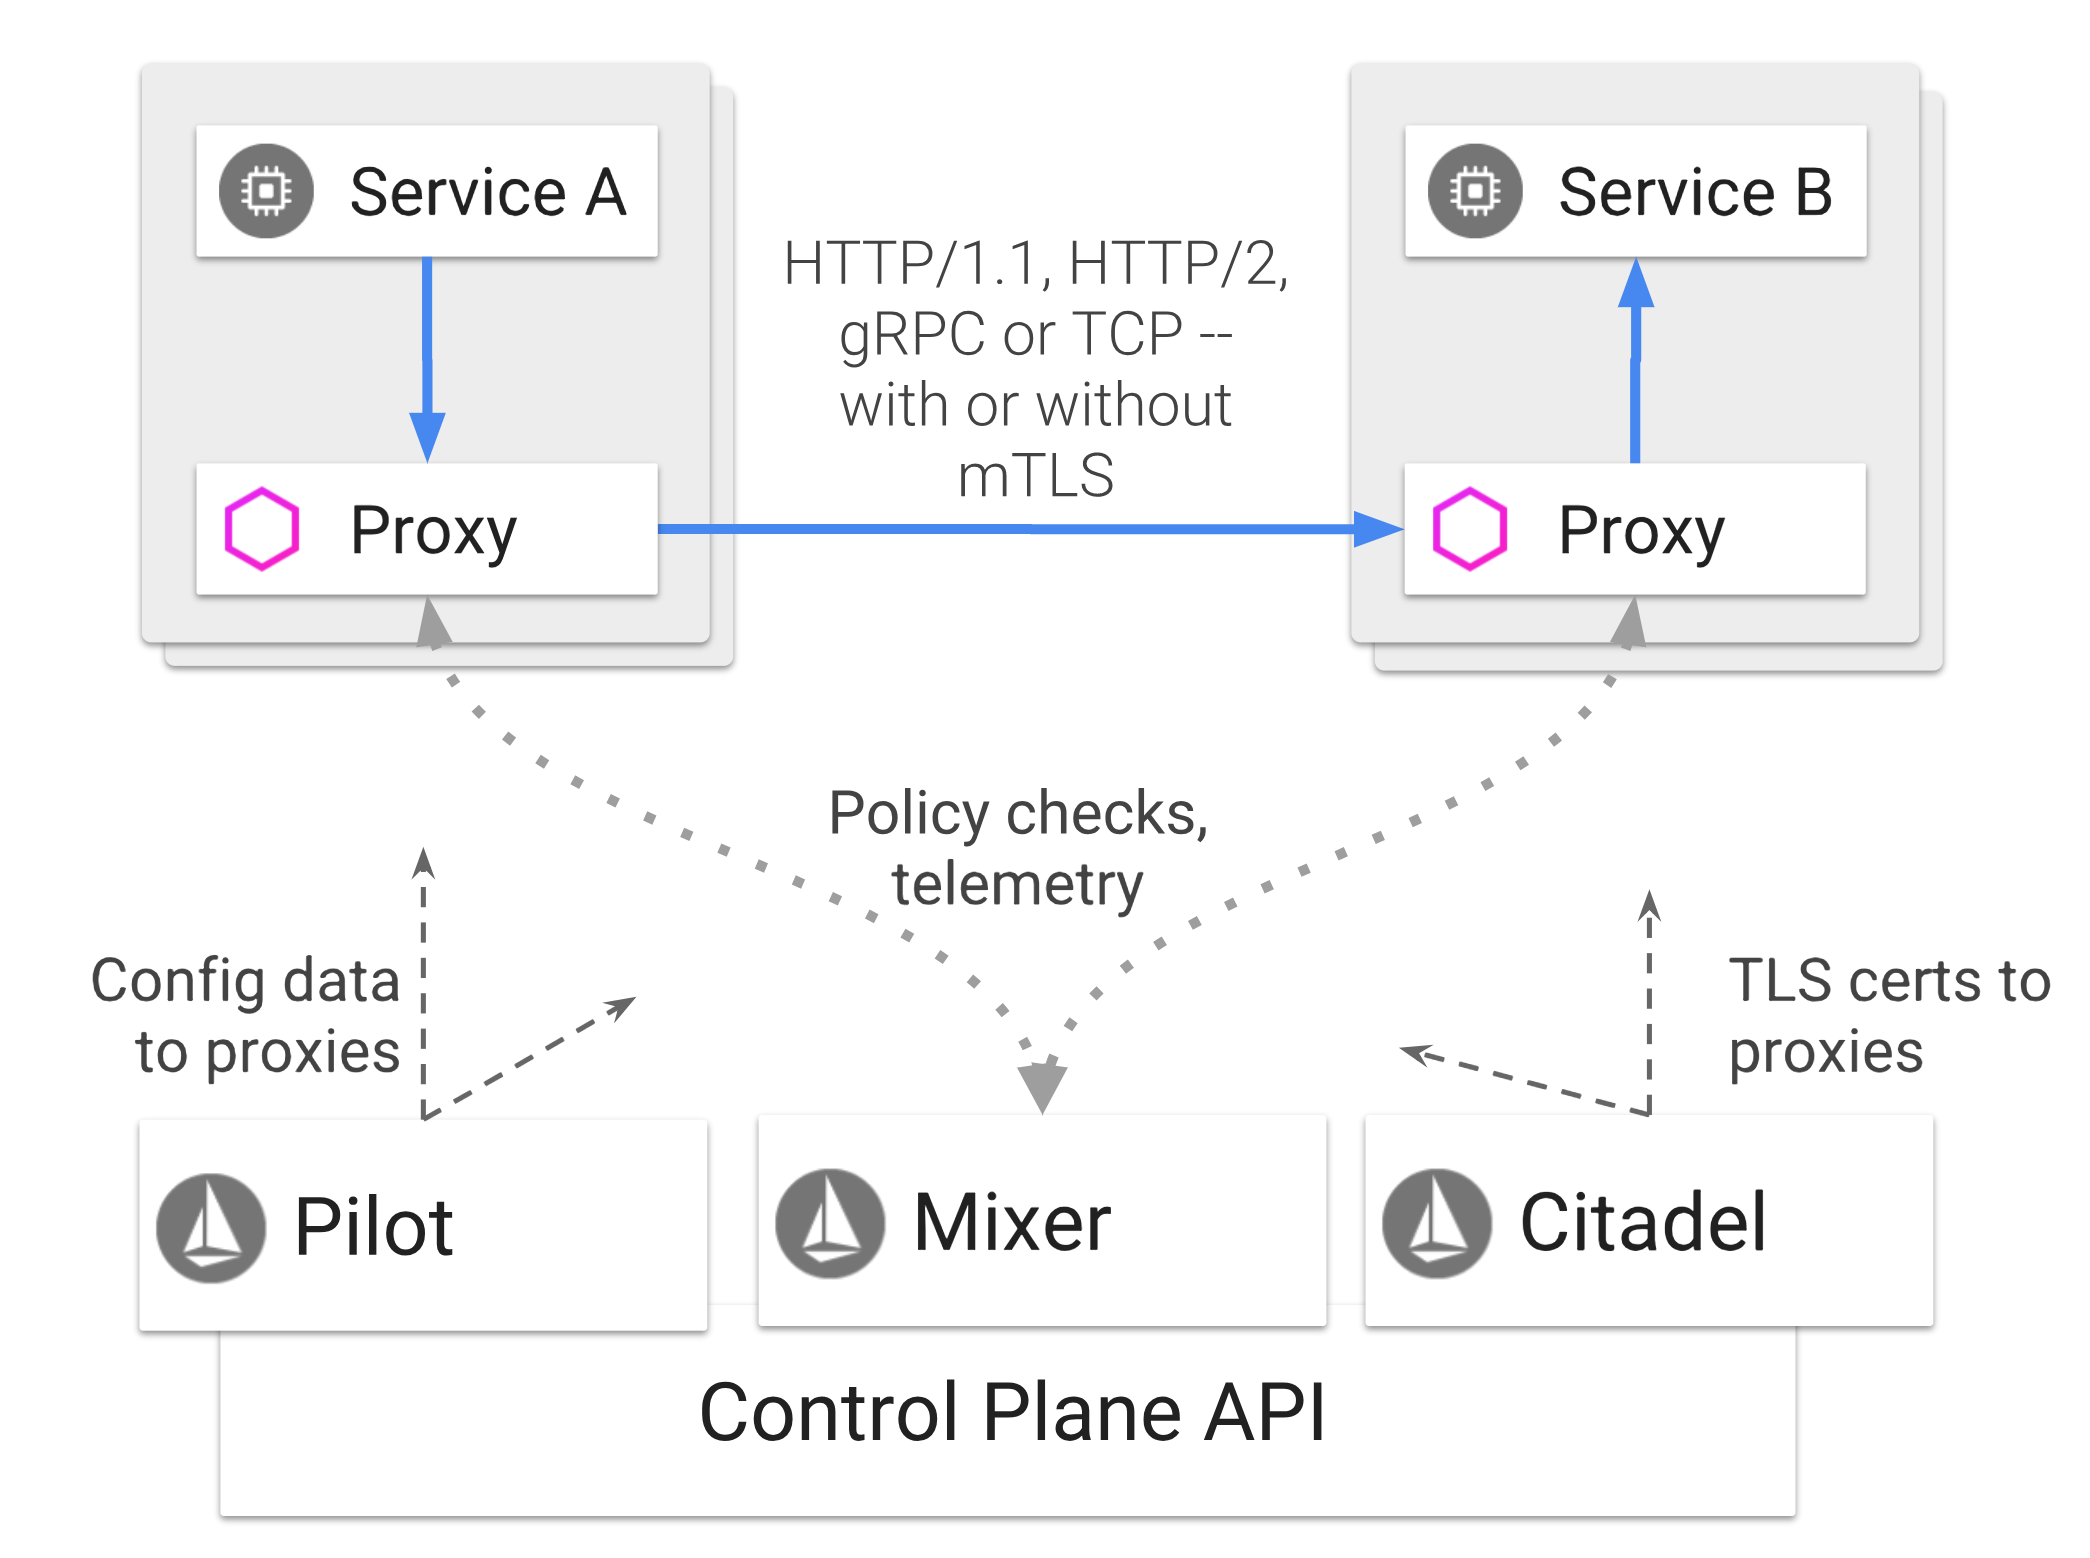 Service A
Service B
HTTP/1.1, HTTP/2,
gRPC or TCP --
with or without
mTLS
Proxy
Proxy
Policy checks,
telemetry
Config data
to proxies
TLS certs to
proxies
Pilot
Mixer
Citadel
Control Plane API